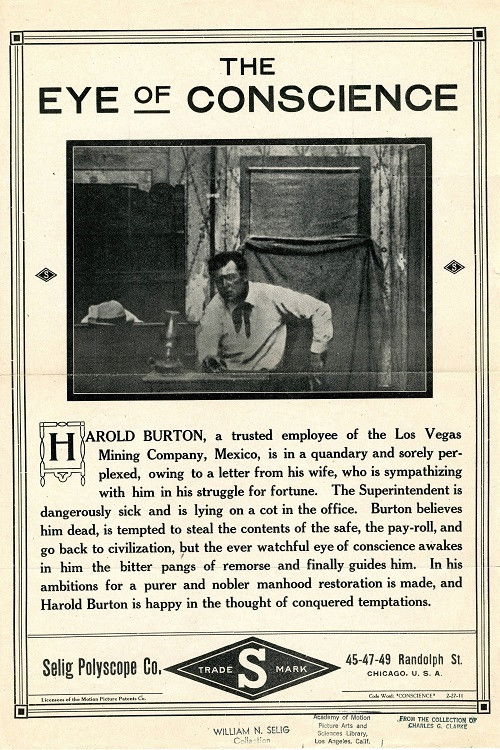 THE
EYE OF CONSCIENCE
S
S
HAROLD BURTON, a trusted employee of the Los Vegas
Mining Company, Mexico, is in a quandary and sorely per-
plexed, owing to a letter from his wife, who is sympathizing
with him in his struggle for fortune. The Superintendent is
dangerously sick and is lying on a cot in the office. Burton believes
him dead, is tempted to steal the contents of the safe, the pay-roll, and
go back to civilization, but the ever watchful eye of conscience awakes
in him the bitter pangs of remorse and finally guides him. In his
ambitions for a purer and nobler manhood restoration is made, and
Harold Burton is happy in the thought of conquered temptations.
Selig Polyscope Co.
TRADE S MARK
45-47-49 Randolph St.
CHICAGO, U. S. A.
Licensees of the Motion Picture Patents Co.
Code Word: "CONSCIENCE" 2-27-11
WILLIAM N. SELIG
Collection
Academy of Motion
Picture Arts and
Sciences Library,
Los Angeles, Calif.
FROM THE COLLECTION OF
CHARLES G. CLARKE